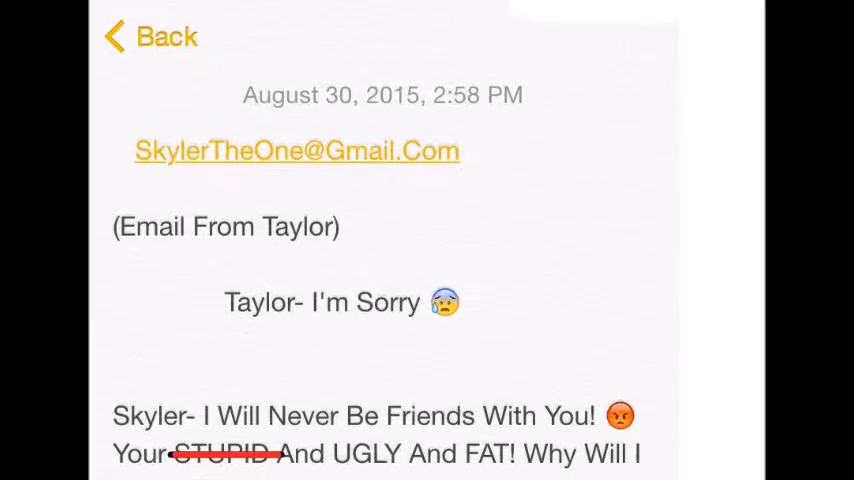 Back
August 30, 2015, 2:58 PM
SkylerTheOne@Gmail.Com
(Email From Taylor)
Taylor- I'm Sorry 😰
Skyler- I Will Never Be Friends With You! 😡
Your STUPID And UGLY And FAT! Why Will I